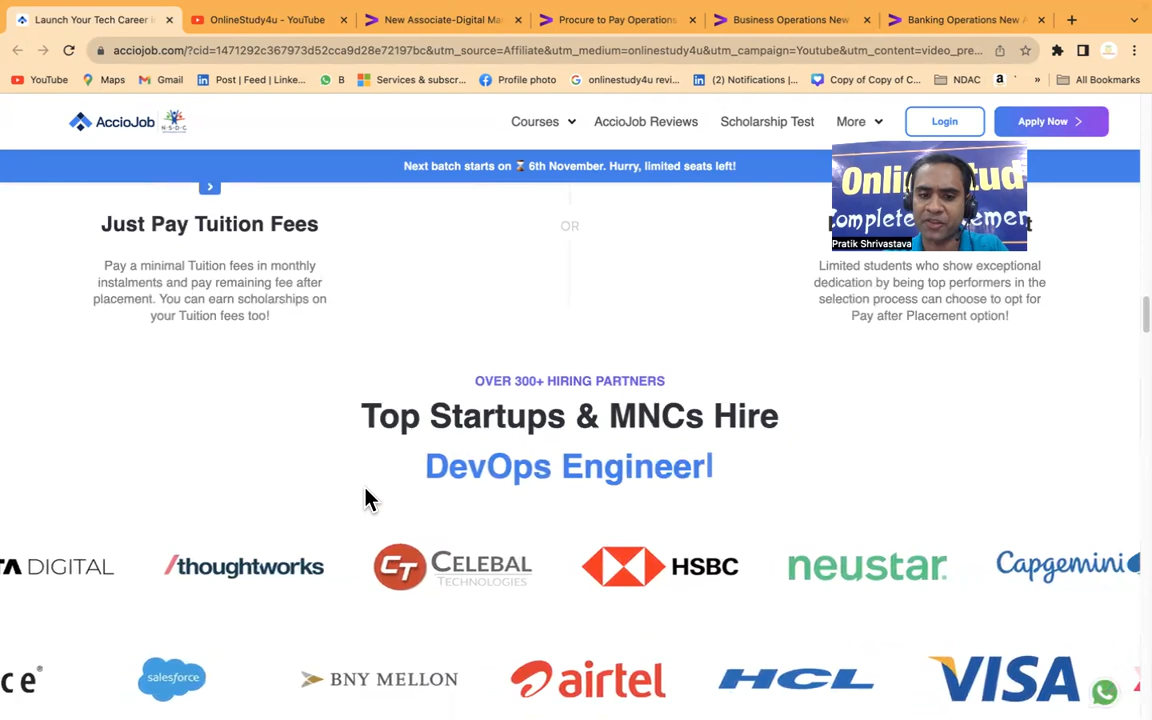 Launch Your Tech Career i
OnlineStudy4u - YouTube
New Associate-Digital Ma
Procure to Pay Operations
Business Operations New
Banking Operations New A
acciojob.com/?cid=1471292c367973d52cca9d28e72197bc&utm_source=Affiliate&utm_medium=onlinestudy4u&utm_campaign=Youtube&utm_content=video_pre...
YouTube
Maps
Gmail
Post | Feed | Linke...
B
Services & subscr...
Profile photo
onlinestudy4u revi...
(2) Notifications |...
Copy of Copy of C...
NDAC
»
All Bookmarks
AccioJob
N·S·D·C
Courses
AccioJob Reviews
Scholarship Test
More
Login
Apply Now
Next batch starts on 6th November. Hurry, limited seats left!
Pratik Shrivastava
Just Pay Tuition Fees
OR
Pay a minimal Tuition fees in monthly
instalments and pay remaining fee after
placement. You can earn scholarships on
your Tuition fees too!
Limited students who show exceptional
dedication by being top performers in the
selection process can choose to opt for
Pay after Placement option!
OVER 300+ HIRING PARTNERS
Top Startups & MNCs Hire
DevOps Engineer
TA DIGITAL
/thoughtworks
CT CELEBAL
TECHNOLOGIES
HSBC
neustar
Capgemini
ce
salesforce
BNY MELLON
airtel
HCL
VISA